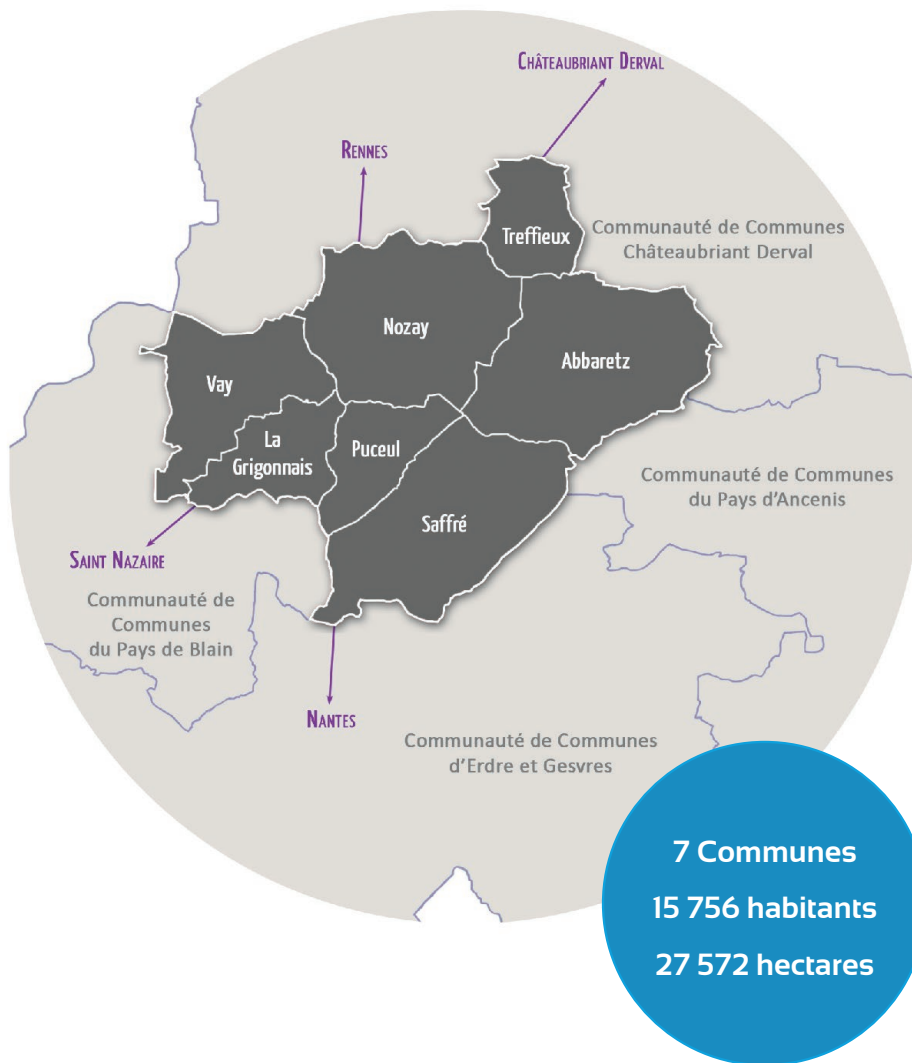 CHÂTEAUBRIANT DERVAL
RENNES
Treffieux
Communauté de Communes
Châteaubriant Derval
Nozay
Abbaretz
Vay
La
Grigonnais
Puceul
Communauté de Communes
du Pays d'Ancenis
Saffré
SAINT NAZAIRE
Communauté de
Communes
du Pays de Blain
NANTES
Communauté de Communes
d'Erdre et Gesvres
7 Communes
15 756 habitants
27 572 hectares